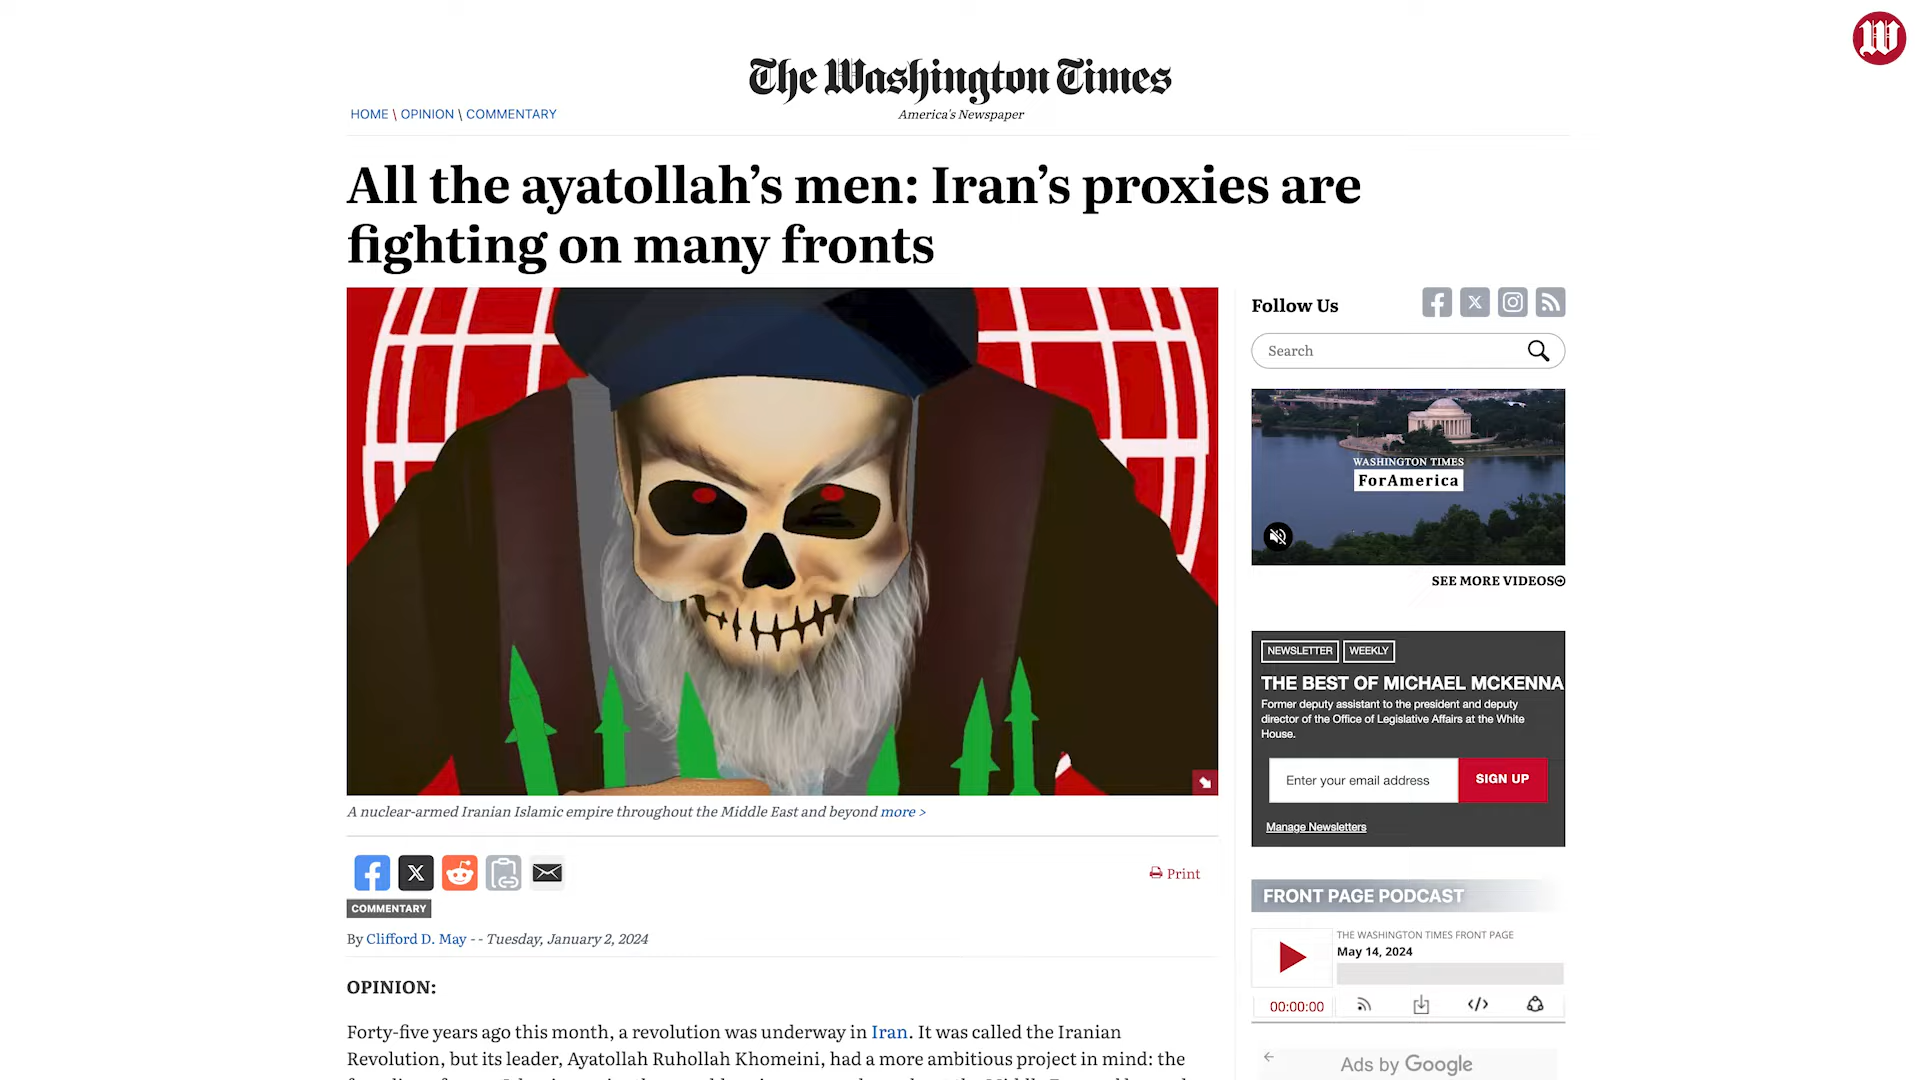 The Washington Times
America's Newspaper
HOME \ OPINION \ COMMENTARY
All the ayatollah’s men: Iran’s proxies are
fighting on many fronts
A nuclear-armed Iranian Islamic empire throughout the Middle East and beyond more >
Print
COMMENTARY
By Clifford D. May - - Tuesday, January 2, 2024
OPINION:
Forty-five years ago this month, a revolution was underway in Iran. It was called the Iranian
Revolution, but its leader, Ayatollah Ruhollah Khomeini, had a more ambitious project in mind: the
Follow Us
Search
WASHINGTON TIMES
ForAmerica
SEE MORE VIDEOS
NEWSLETTER WEEKLY
THE BEST OF MICHAEL MCKENNA
Former deputy assistant to the president and deputy
director of the Office of Legislative Affairs at the White
House.
Enter your email address SIGN UP
Manage Newsletters
FRONT PAGE PODCAST
THE WASHINGTON TIMES FRONT PAGE
May 14, 2024
00:00:00
Ads by Google
W